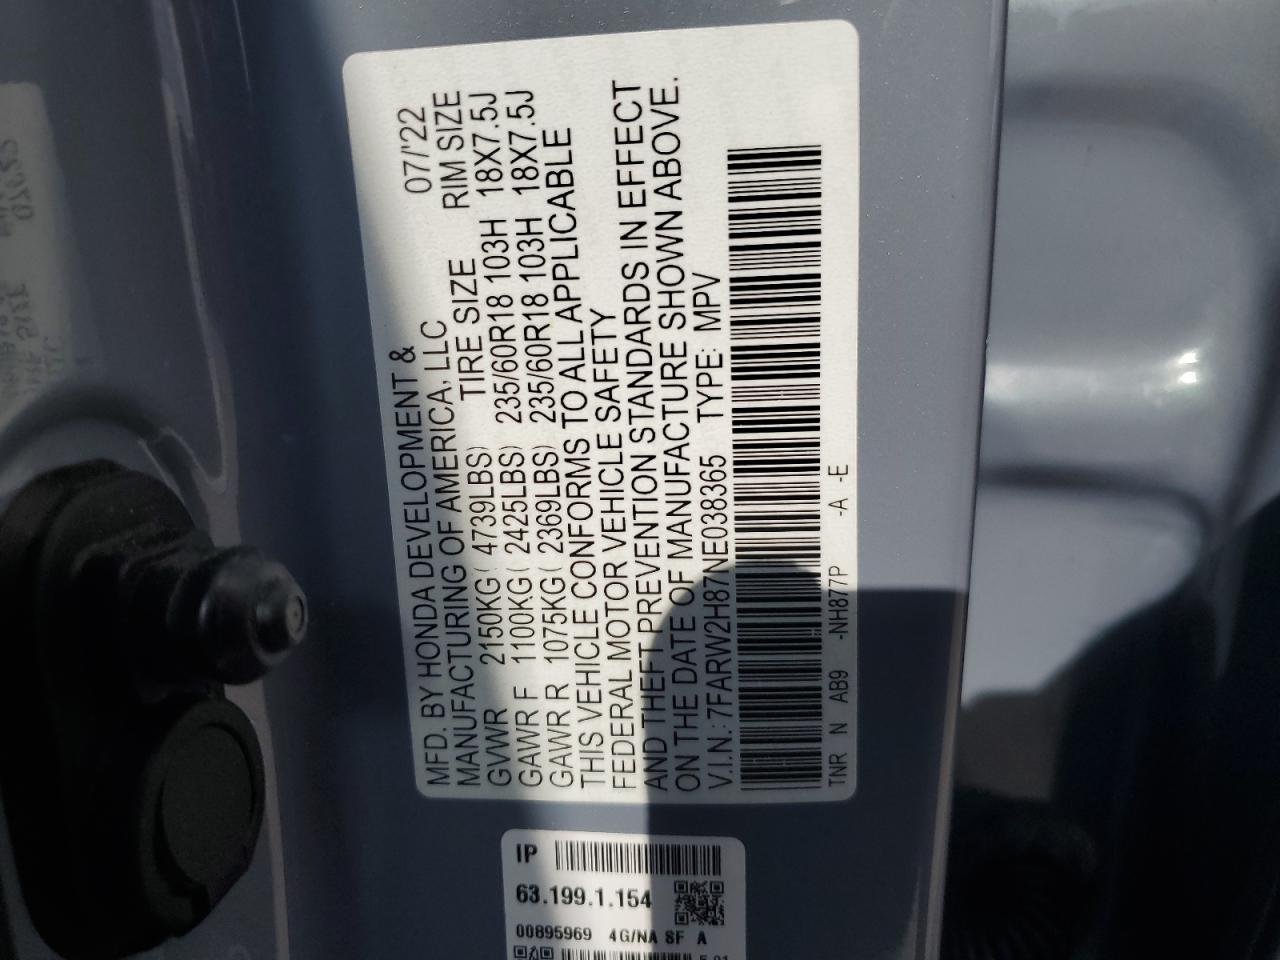 MFD. BY HONDA DEVELOPMENT & 07/'22
MANUFACTURING OF AMERICA, LLC
TIRE SIZE RIM SIZE
GVWR 2150KG( 4739LBS)
GAWR F 1100KG( 2425LBS) 235/60R18 103H 18X7.5J
GAWR R 1075KG( 2369LBS) 235/60R18 103H 18X7.5J
THIS VEHICLE CONFORMS TO ALL APPLICABLE
FEDERAL MOTOR VEHICLE SAFETY
AND THEFT PREVENTION STANDARDS IN EFFECT
ON THE DATE OF MANUFACTURE SHOWN ABOVE.
V.I.N.: 7FARW2H87NE038365 TYPE: MPV
TNR N AB9 -NH877P -A -E
IP
63.199.1.154
00895969 4G/NA SF A